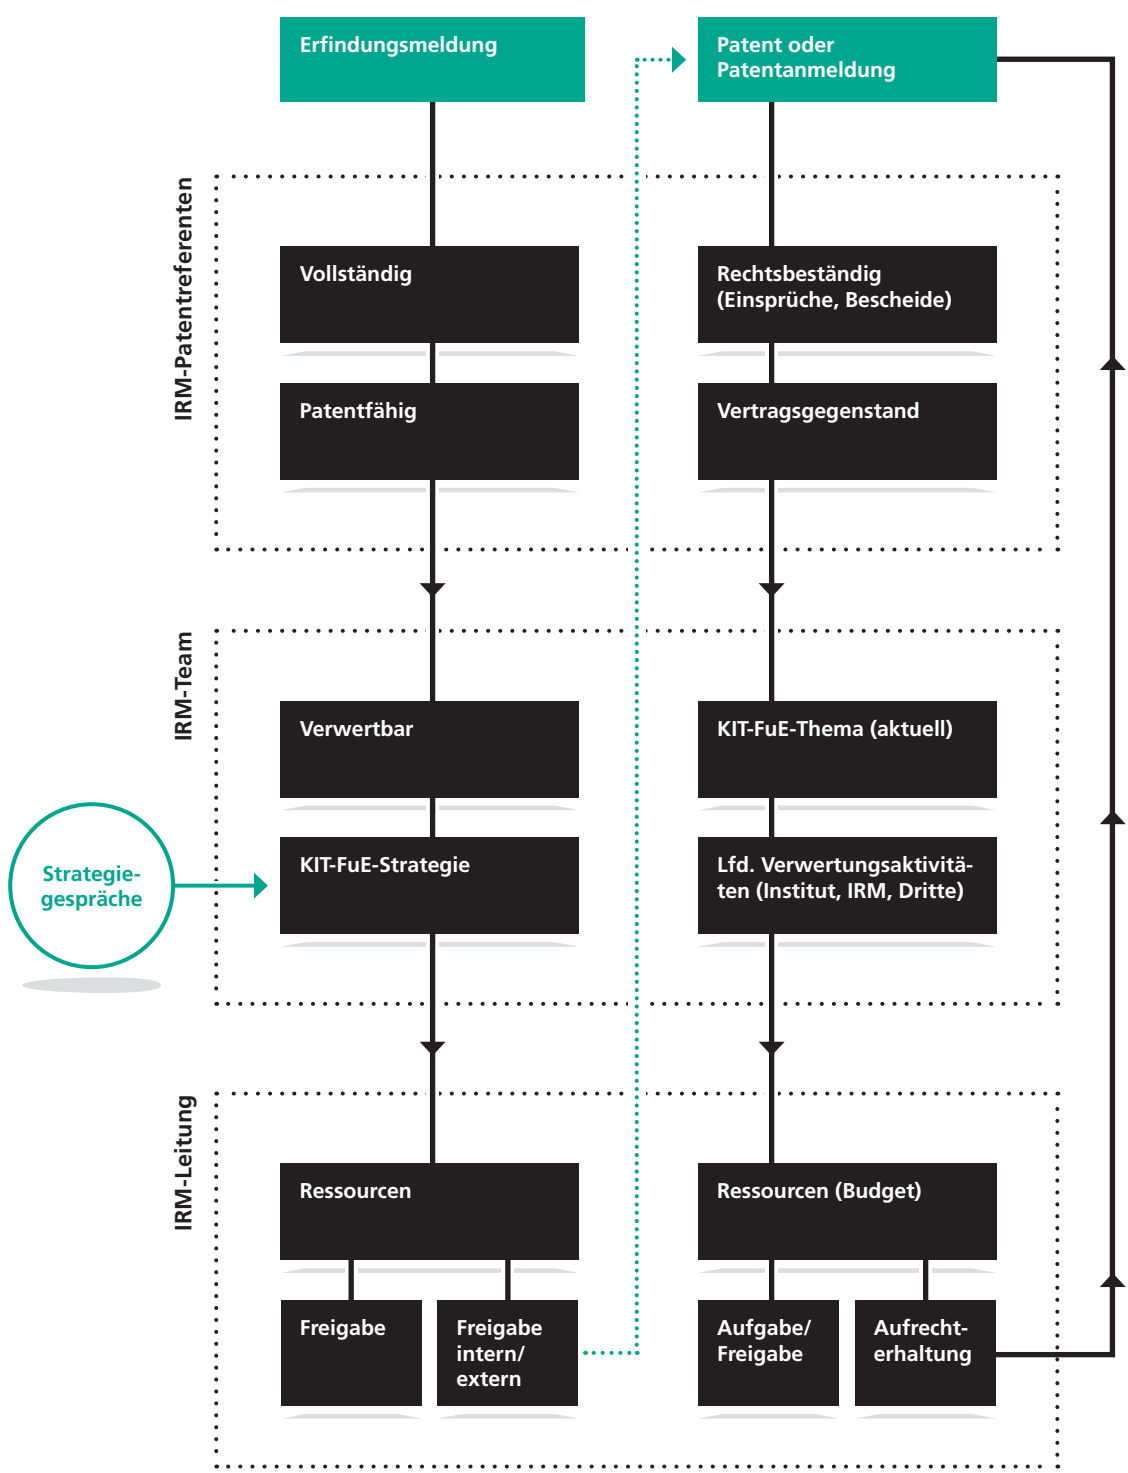 Erfindungsmeldung
Patent oder
Patentanmeldung
IRM-Patentreferenten
Vollständig
Rechtsbeständig
(Einsprüche, Bescheide)
Patentfähig
Vertragsgegenstand
IRM-Team
Verwertbar
KIT-FuE-Thema (aktuell)
Strategie-
gespräche
KIT-FuE-Strategie
Lfd. Verwertungsaktivitä-
ten (Institut, IRM, Dritte)
IRM-Leitung
Ressourcen
Ressourcen (Budget)
Freigabe
Freigabe
intern/
extern
Aufgabe/
Freigabe
Aufrecht-
erhaltung